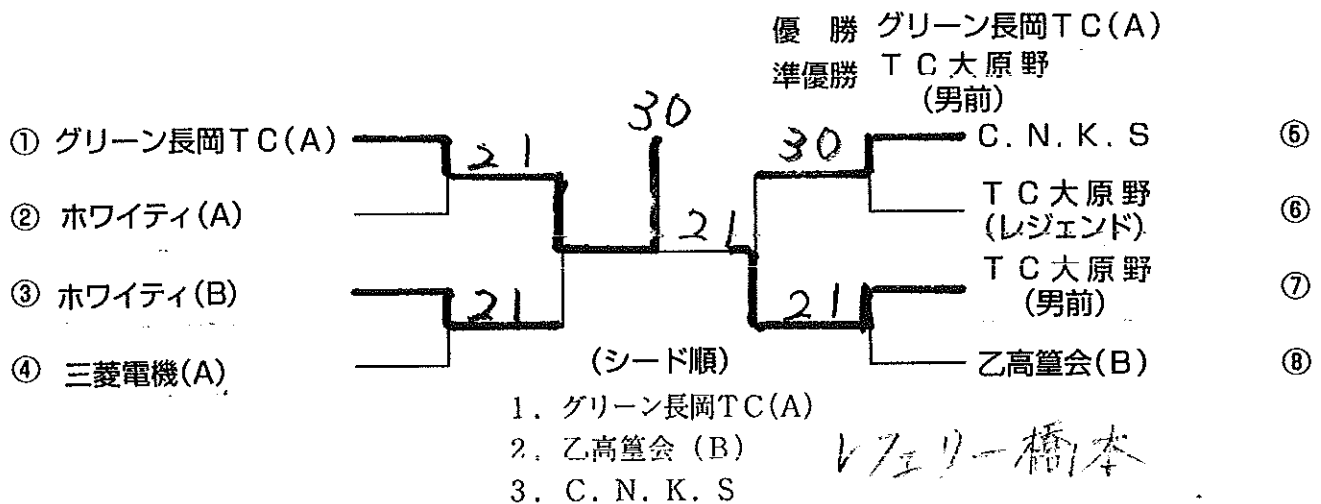 優勝 グリーン長岡TC(A)
準優勝 TC大原野
(男前)
30
① グリーン長岡TC(A)
21
30
C.N.K.S ⑤
② ホワイティ(A)
21
TC大原野
(レジェンド) ⑥
③ ホワイティ(B)
21
21
TC大原野
(男前) ⑦
④ 三菱電機(A)
乙高篁会(B) ⑧
(シード順)
1. グリーン長岡TC(A)
2. 乙高篁会(B)
3. C.N.K.S
レフェリー橋本